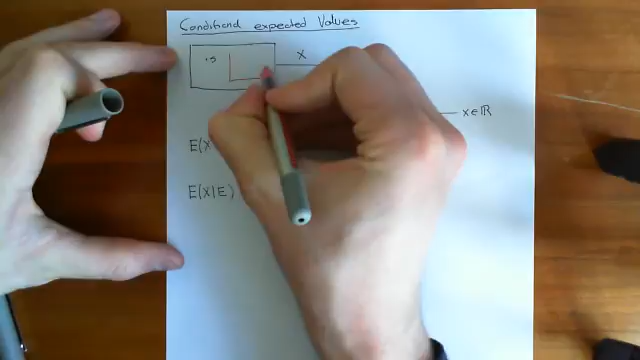 Conditional expected Values
·s X
x∈ℝ
E(X
E(X|E)